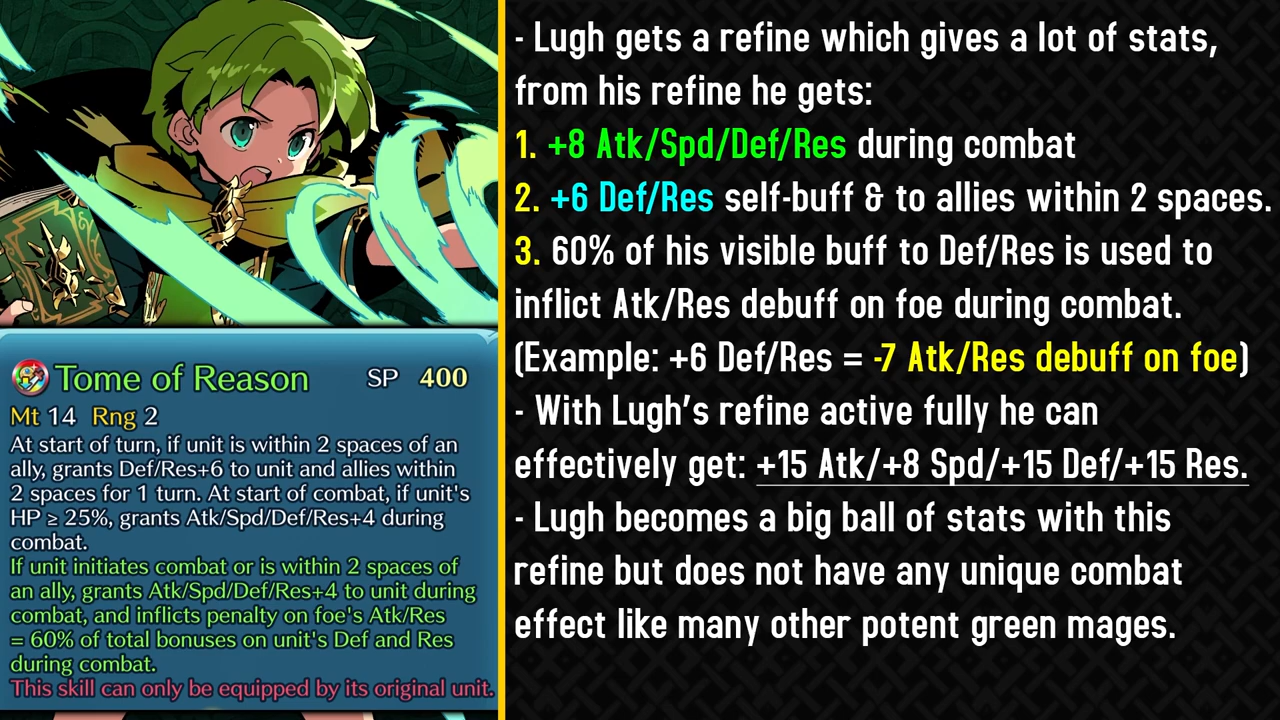 Tome of Reason SP 400
Mt 14 Rng 2
At start of turn, if unit is within 2 spaces of an
ally, grants Def/Res+6 to unit and allies within
2 spaces for 1 turn. At start of combat, if unit's
HP ≥ 25%, grants Atk/Spd/Def/Res+4 during
combat.
If unit initiates combat or is within 2 spaces of
an ally, grants Atk/Spd/Def/Res+4 to unit during
combat, and inflicts penalty on foe's Atk/Res
= 60% of total bonuses on unit's Def and Res
during combat.
This skill can only be equipped by its original unit.
- Lugh gets a refine which gives a lot of stats,
from his refine he gets:
1. +8 Atk/Spd/Def/Res during combat
2. +6 Def/Res self-buff & to allies within 2 spaces.
3. 60% of his visible buff to Def/Res is used to
inflict Atk/Res debuff on foe during combat.
(Example: +6 Def/Res = -7 Atk/Res debuff on foe)
- With Lugh's refine active fully he can
effectively get: +15 Atk/+8 Spd/+15 Def/+15 Res.
- Lugh becomes a big ball of stats with this
refine but does not have any unique combat
effect like many other potent green mages.